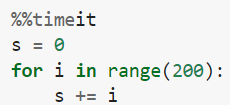 %%timeit
s = 0
for i in range(200):
    s += i